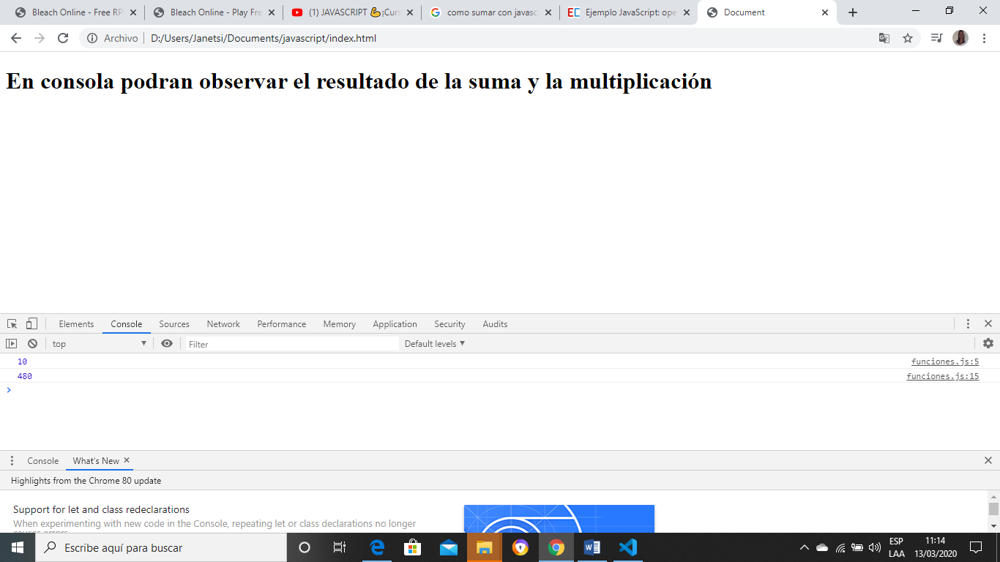 Bleach Online - Free RP
Bleach Online - Play Fre
(1) JAVASCRIPT 💪¡Curs
como sumar con javasc
EC Ejemplo JavaScript: ope
Document
Archivo D:/Users/Janetsi/Documents/javascript/index.html
En consola podran observar el resultado de la suma y la multiplicación
Elements Console Sources Network Performance Memory Application Security Audits
top Filter Default levels
10 funciones.js:5
480 funciones.js:15
Console What's New
Highlights from the Chrome 80 update
Support for let and class redeclarations
When experimenting with new code in the Console, repeating let or class declarations no longer
causes errors.
Escribe aquí para buscar
ESP
LAA
11:14
13/03/2020